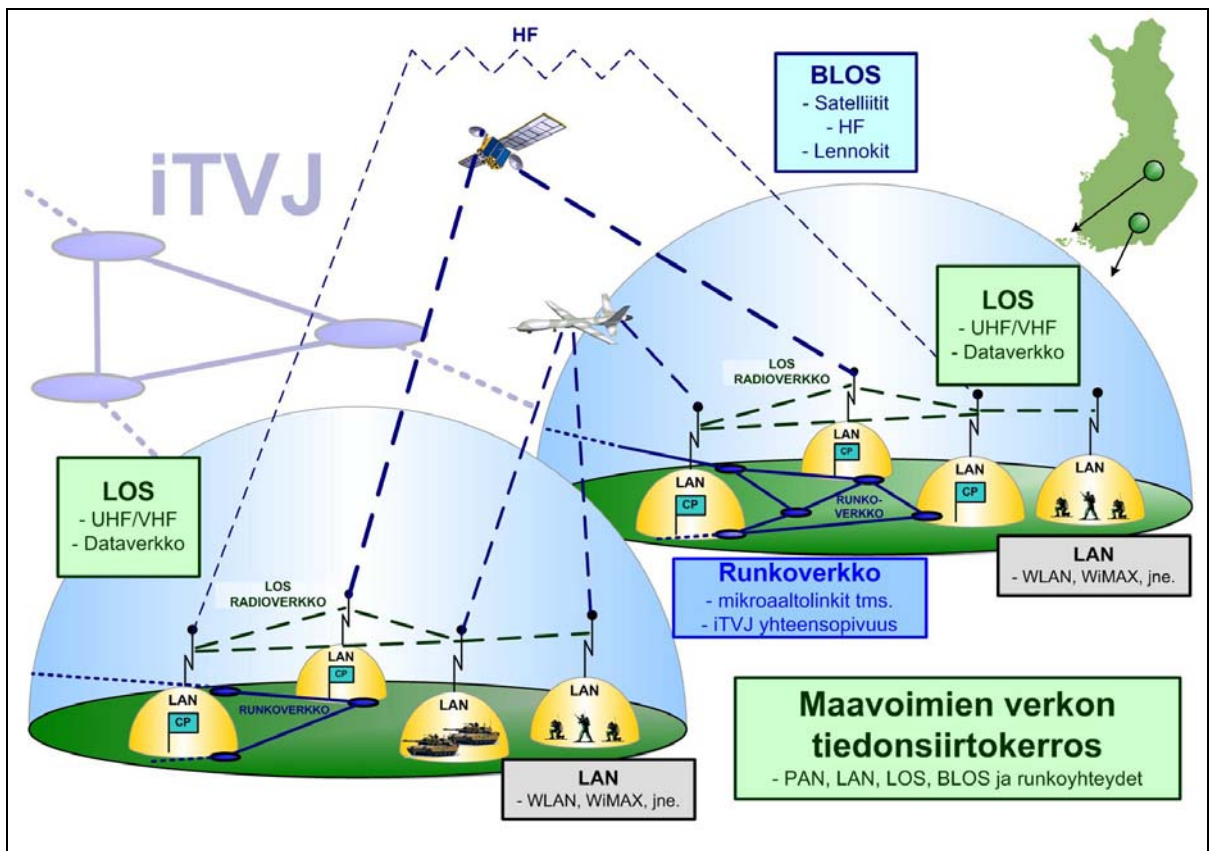 HF
BLOS
- Satelliitit
- HF
- Lennokit
iTVJ
LOS
- UHF/VHF
- Dataverkko
LOS
RADIOVERKKO
LAN
CP
LAN
CP
LAN
CP
LAN
RUNKO-
VERKKO
LOS
- UHF/VHF
- Dataverkko
LAN
- WLAN, WiMAX, jne.
Runkoverkko
- mikroaaltolinkit tms.
- iTVJ yhteensopivuus
LOS
RADIOVERKKO
LAN
CP
LAN
CP
LAN
LAN
RUNKOVERKKO
Maavoimien verkon
tiedonsiirtokerros
- PAN, LAN, LOS, BLOS ja runkoyhteydet
LAN
- WLAN, WiMAX, jne.